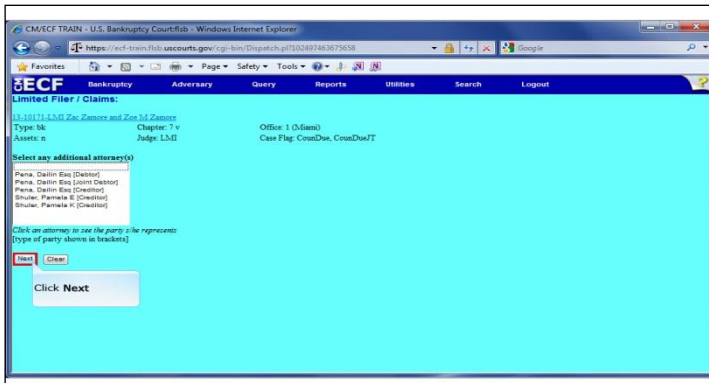 CM/ECF TRAIN - U.S. Bankruptcy Court:flsb - Windows Internet Explorer
https://ecf-train.flsb.uscourts.gov/cgi-bin/Dispatch.pl?102497463675658
Google
Favorites Page Safety Tools
ECF Bankruptcy Adversary Query Reports Utilities Search Logout ?
Limited Filer / Claims:
13-10171-LMI Zac Zamore and Zoe M Zamore
Type: bk Chapter: 7 v Office: 1 (Miami)
Assets: n Judge: LMI Case Flag: CounDue, CounDueJT
Select any additional attorney(s)
Pena, Dailin Esq [Debtor]
Pena, Dailin Esq [Joint Debtor]
Pena, Dailin Esq [Creditor]
Shuler, Pamela E [Creditor]
Shuler, Pamela K [Creditor]
Click an attorney to see the party s/he represents
[type of party shown in brackets]
Next Clear
Click Next